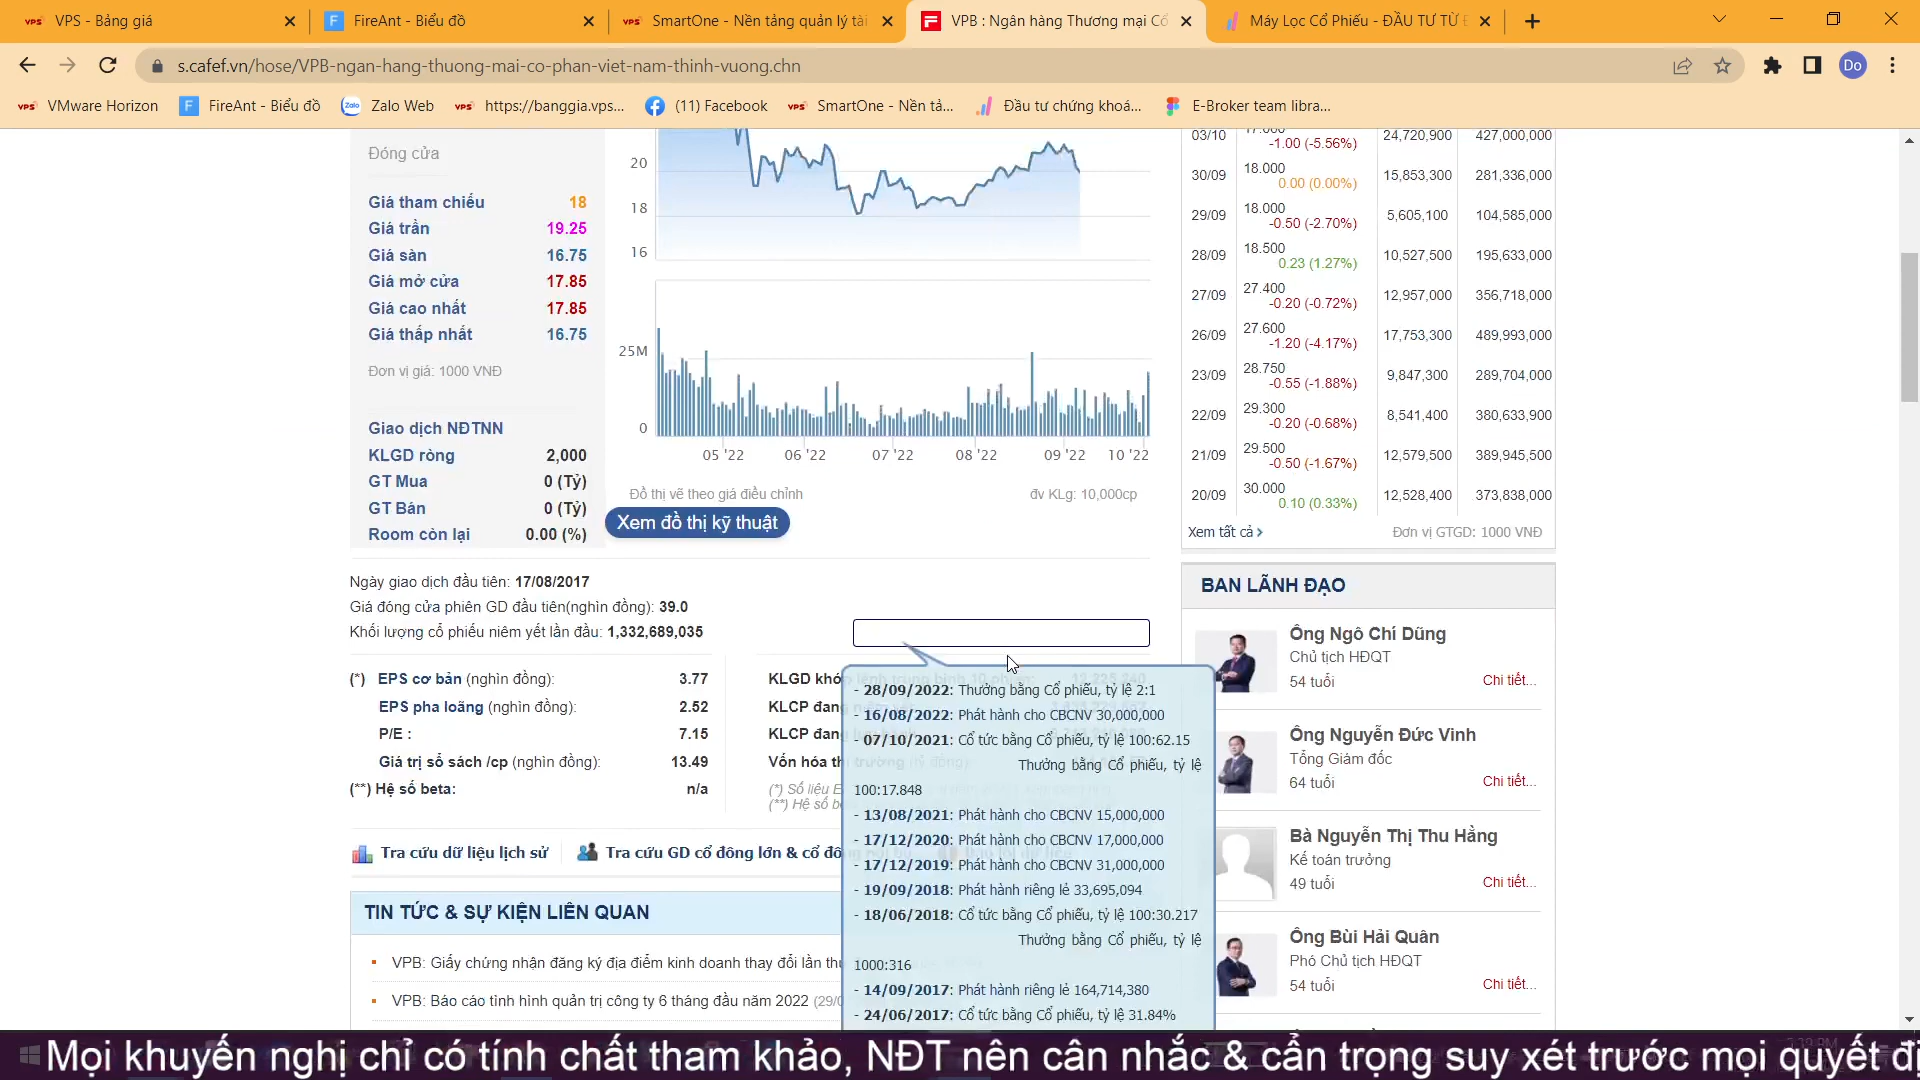 VPS - Bảng giá
FireAnt - Biểu đồ
SmartOne - Nền tảng quản lý tài
VPB : Ngân hàng Thương mại Cổ
Máy Lọc Cổ Phiếu - ĐẦU TƯ TỪ Đ
s.cafef.vn/hose/VPB-ngan-hang-thuong-mai-co-phan-viet-nam-thinh-vuong.chn
Do
VMware Horizon
FireAnt - Biểu đồ
Zalo Web
https://banggia.vps...
(11) Facebook
SmartOne - Nền tả...
Đầu tư chứng khoá...
E-Broker team libra...
Đóng cửa
Giá tham chiếu 18
Giá trần 19.25
Giá sàn 16.75
Giá mở cửa 17.85
Giá cao nhất 17.85
Giá thấp nhất 16.75
Đơn vị giá: 1000 VNĐ
Giao dịch NĐTNN
KLGD ròng 2,000
GT Mua 0 (Tỷ)
GT Bán 0 (Tỷ)
Room còn lại 0.00 (%)
20
18
16
25M
0
05 '22 06 '22 07 '22 08 '22 09 '22 10 '22
Đồ thị vẽ theo giá điều chỉnh đv KLg: 10,000cp
Xem đồ thị kỹ thuật
03/10 17.000 -1.00 (-5.56%) 24,720,900 427,000,000
30/09 18.000 0.00 (0.00%) 15,853,300 281,336,000
29/09 18.000 -0.50 (-2.70%) 5,605,100 104,585,000
28/09 18.500 0.23 (1.27%) 10,527,500 195,633,000
27/09 27.400 -0.20 (-0.72%) 12,957,000 356,718,000
26/09 27.600 -1.20 (-4.17%) 17,753,300 489,993,000
23/09 28.750 -0.55 (-1.88%) 9,847,300 289,704,000
22/09 29.300 -0.20 (-0.68%) 8,541,400 380,633,900
21/09 29.500 -0.50 (-1.67%) 12,579,500 389,945,500
20/09 30.000 0.10 (0.33%) 12,528,400 373,838,000
Xem tất cả Đơn vị GTGD: 1000 VNĐ
Ngày giao dịch đầu tiên: 17/08/2017
Giá đóng cửa phiên GD đầu tiên(nghìn đồng): 39.0
Khối lượng cổ phiếu niêm yết lần đầu: 1,332,689,035
(*) EPS cơ bản (nghìn đồng): 3.77
EPS pha loãng (nghìn đồng): 2.52
P/E : 7.15
Giá trị sổ sách /cp (nghìn đồng): 13.49
(**) Hệ số beta: n/a
KLGD khớp lệnh trung bình 10 phiên: 12,225,240
KLCP đang
KLCP đang
Vốn hóa thị trường (tỷ đồng)
(*) Số liệu E
(**) Hệ số b
- 28/09/2022: Thưởng bằng Cổ phiếu, tỷ lệ 2:1
- 16/08/2022: Phát hành cho CBCNV 30,000,000
- 07/10/2021: Cổ tức bằng Cổ phiếu, tỷ lệ 100:62.15
Thưởng bằng Cổ phiếu, tỷ lệ
100:17.848
- 13/08/2021: Phát hành cho CBCNV 15,000,000
- 17/12/2020: Phát hành cho CBCNV 17,000,000
- 17/12/2019: Phát hành cho CBCNV 31,000,000
- 19/09/2018: Phát hành riêng lẻ 33,695,094
- 18/06/2018: Cổ tức bằng Cổ phiếu, tỷ lệ 100:30.217
Thưởng bằng Cổ phiếu, tỷ lệ
1000:316
- 14/09/2017: Phát hành riêng lẻ 164,714,380
- 24/06/2017: Cổ tức bằng Cổ phiếu, tỷ lệ 31.84%
Tra cứu dữ liệu lịch sử
Tra cứu GD cổ đông lớn & cổ đô
TIN TỨC & SỰ KIỆN LIÊN QUAN
VPB: Giấy chứng nhận đăng ký địa điểm kinh doanh thay đổi lần thứ
VPB: Báo cáo tình hình quản trị công ty 6 tháng đầu năm 2022 (29/0
BAN LÃNH ĐẠO
Ông Ngô Chí Dũng
Chủ tịch HĐQT
54 tuổi Chi tiết...
Ông Nguyễn Đức Vinh
Tổng Giám đốc
64 tuổi Chi tiết...
Bà Nguyễn Thị Thu Hằng
Kế toán trưởng
49 tuổi Chi tiết...
Ông Bùi Hải Quân
Phó Chủ tịch HĐQT
54 tuổi Chi tiết...
Mọi khuyến nghị chỉ có tính chất tham khảo, NĐT nên cân nhắc & cẩn trọng suy xét trước mọi quyết đị